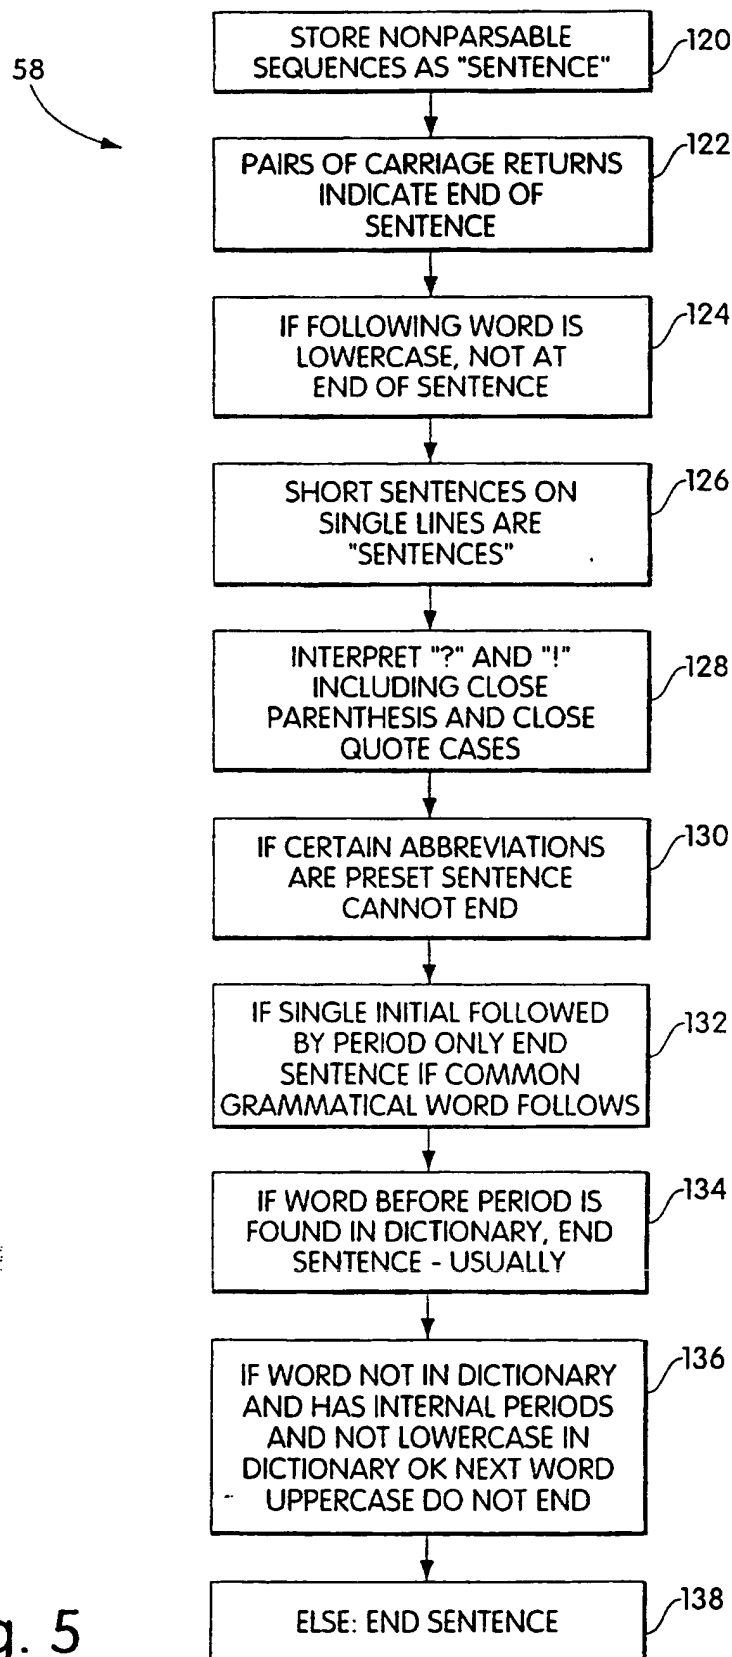 58
STORE NONPARSABLE
SEQUENCES AS "SENTENCE"
120
PAIRS OF CARRIAGE RETURNS
INDICATE END OF
SENTENCE
122
IF FOLLOWING WORD IS
LOWERCASE, NOT AT
END OF SENTENCE
124
SHORT SENTENCES ON
SINGLE LINES ARE
"SENTENCES"
126
INTERPRET "?" AND "!"
INCLUDING CLOSE
PARENTHESIS AND CLOSE
QUOTE CASES
128
IF CERTAIN ABBREVIATIONS
ARE PRESET SENTENCE
CANNOT END
130
IF SINGLE INITIAL FOLLOWED
BY PERIOD ONLY END
SENTENCE IF COMMON
GRAMMATICAL WORD FOLLOWS
132
IF WORD BEFORE PERIOD IS
FOUND IN DICTIONARY, END
SENTENCE - USUALLY
134
IF WORD NOT IN DICTIONARY
AND HAS INTERNAL PERIODS
AND NOT LOWERCASE IN
DICTIONARY OK NEXT WORD
UPPERCASE DO NOT END
136
ELSE: END SENTENCE
138
g. 5